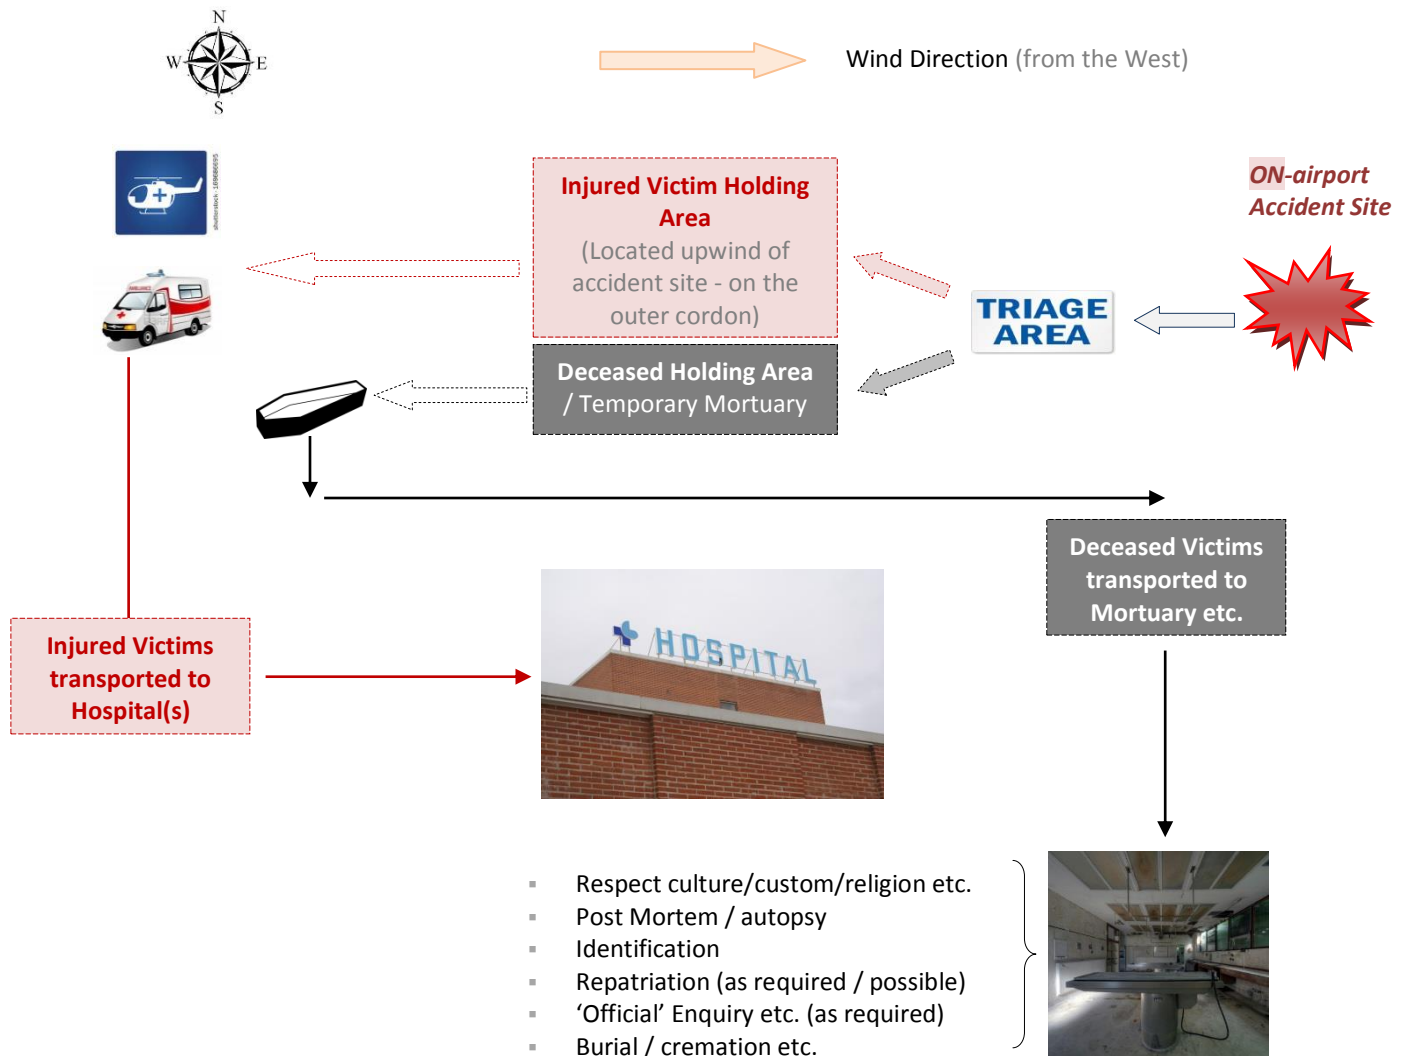 N
W
E
S
Wind Direction (from the West)
shutterstock · 169686695
Injured Victim Holding
Area
(Located upwind of
accident site - on the
outer cordon)
ON-airport
Accident Site
AMBULANCE
TRIAGE
AREA
Deceased Holding Area
/ Temporary Mortuary
Deceased Victims
transported to
Mortuary etc.
HOSPITAL
Injured Victims
transported to
Hospital(s)
▪ Respect culture/custom/religion etc.
▪ Post Mortem / autopsy
▪ Identification
▪ Repatriation (as required / possible)
▪ ‘Official’ Enquiry etc. (as required)
▪ Burial / cremation etc.